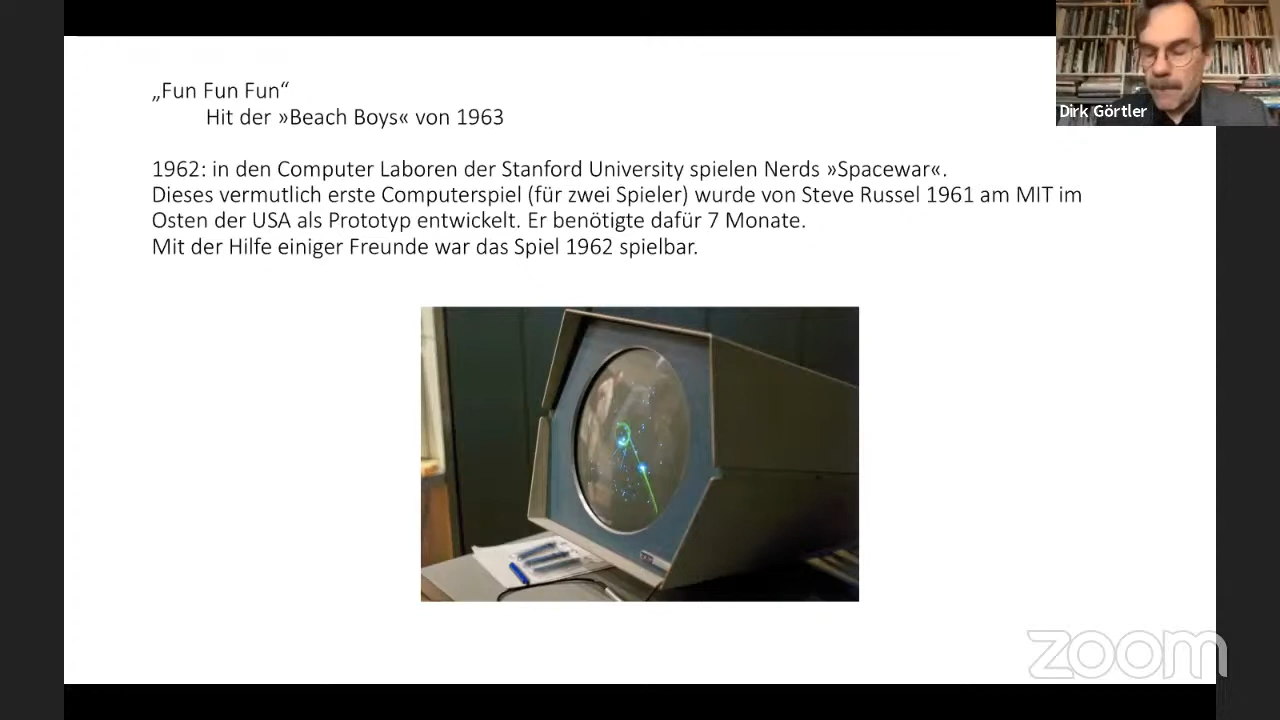 „Fun Fun Fun“
Hit der »Beach Boys« von 1963
Dirk Görtler
1962: in den Computer Laboren der Stanford University spielen Nerds »Spacewar«.
Dieses vermutlich erste Computerspiel (für zwei Spieler) wurde von Steve Russel 1961 am MIT im
Osten der USA als Prototyp entwickelt. Er benötigte dafür 7 Monate.
Mit der Hilfe einiger Freunde war das Spiel 1962 spielbar.
zoom